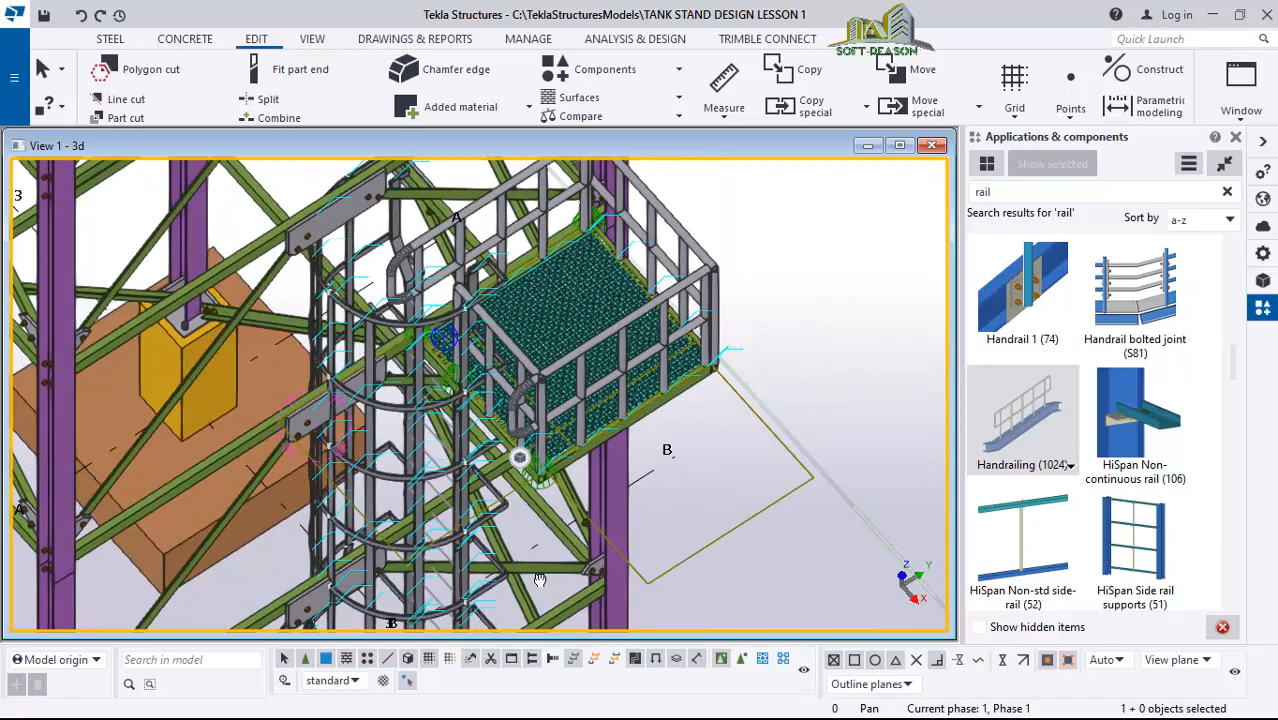 Tekla Structures - C:\TeklaStructuresModels\TANK STAND DESIGN LESSON 1
Log in
SOFT-REASON
STEEL
CONCRETE
EDIT
VIEW
DRAWINGS & REPORTS
MANAGE
ANALYSIS & DESIGN
TRIMBLE CONNECT
Quick Launch
Polygon cut
Line cut
Part cut
Fit part end
Split
Combine
Chamfer edge
Added material
Components
Surfaces
Compare
Measure
Copy
Copy special
Move
Move special
Grid
Points
Construct
Parametric modeling
Window
View 1 - 3d
3
A
A
B
B
Z
Y
X
Applications & components
Show selected
rail
Search results for 'rail'
Sort by
a-z
Handrail 1 (74)
Handrail bolted joint (S81)
Handrailing (1024)
HiSpan Non-continuous rail (106)
HiSpan Non-std side-rail (52)
HiSpan Side rail supports (51)
Show hidden items
Model origin
Search in model
standard
Auto
View plane
Outline planes
0
Pan
Current phase: 1, Phase 1
1 + 0 objects selected